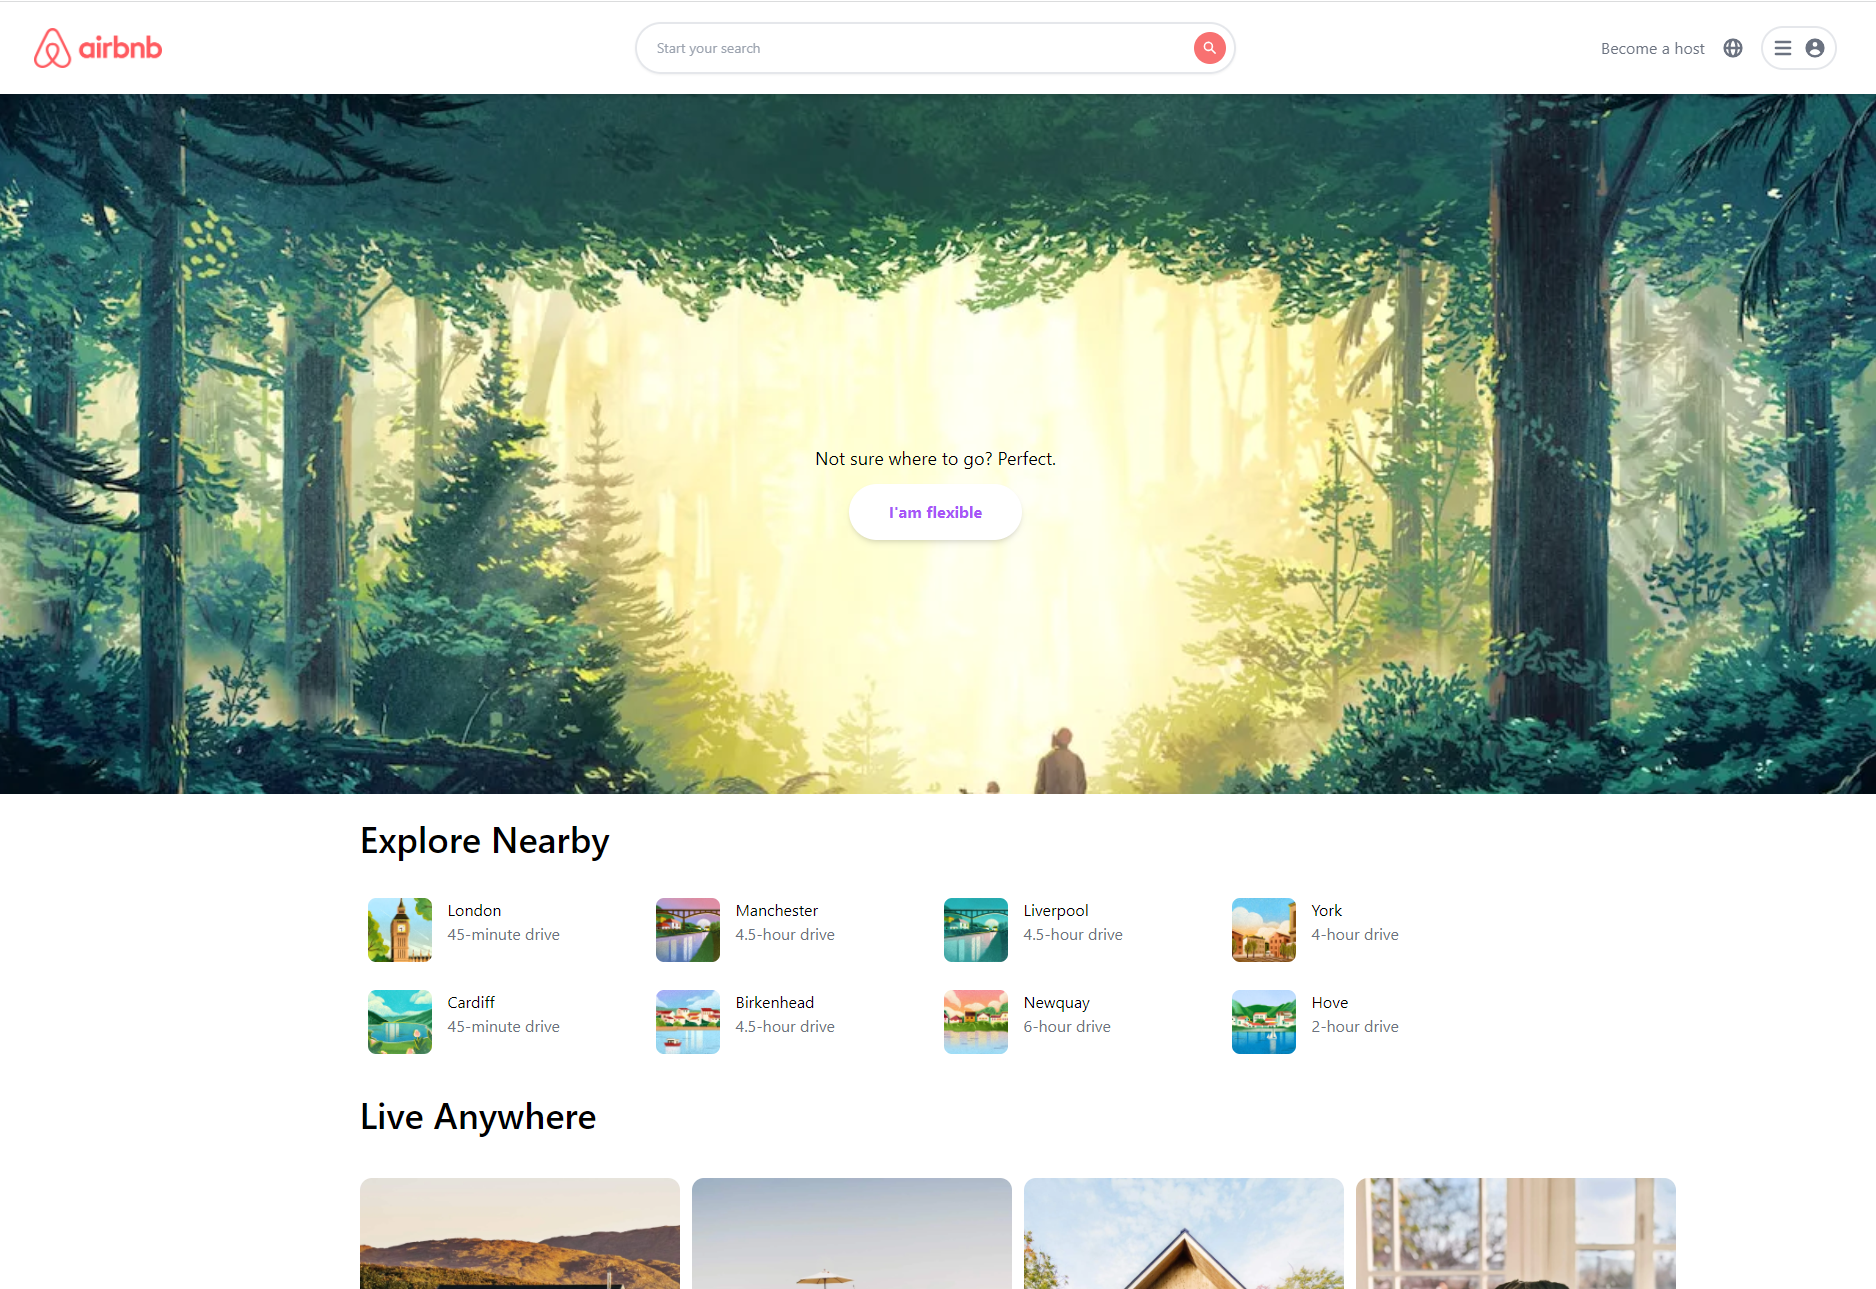 airbnb
Start your search
Become a host
Not sure where to go? Perfect.
I'am flexible
Explore Nearby
London
45-minute drive
Manchester
4.5-hour drive
Liverpool
4.5-hour drive
York
4-hour drive
Cardiff
45-minute drive
Birkenhead
4.5-hour drive
Newquay
6-hour drive
Hove
2-hour drive
Live Anywhere